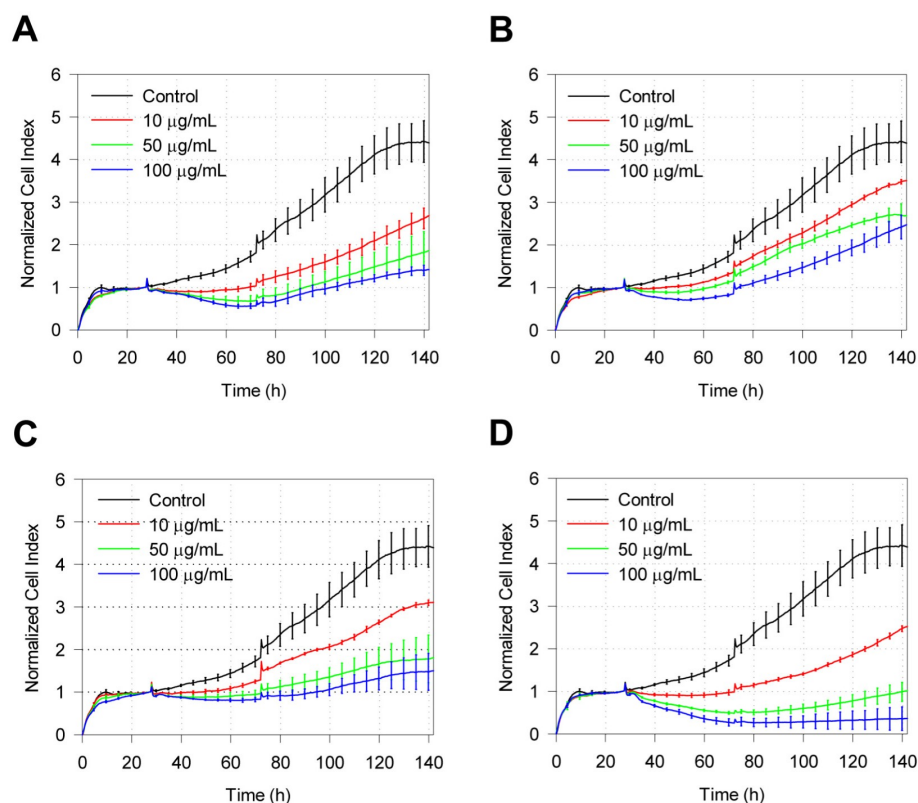 A
Normalized Cell Index
6
5
4
3
2
1
0
Control
10 µg/mL
50 µg/mL
100 µg/mL
0 20 40 60 80 100 120 140
Time (h)
B
Normalized Cell Index
6
5
4
3
2
1
0
Control
10 µg/mL
50 µg/mL
100 µg/mL
0 20 40 60 80 100 120 140
Time (h)
C
Normalized Cell Index
6
5
4
3
2
1
0
Control
10 µg/mL
50 µg/mL
100 µg/mL
0 20 40 60 80 100 120 140
Time (h)
D
Normalized Cell Index
6
5
4
3
2
1
0
Control
10 µg/mL
50 µg/mL
100 µg/mL
0 20 40 60 80 100 120 140
Time (h)